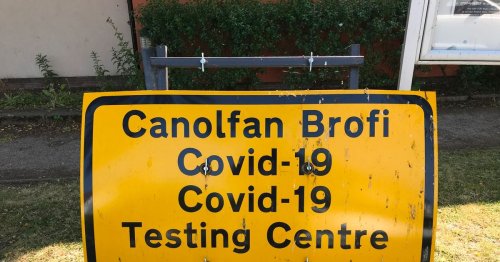 Canolfan Brofi
Covid-19
Covid-19
Testing Centre